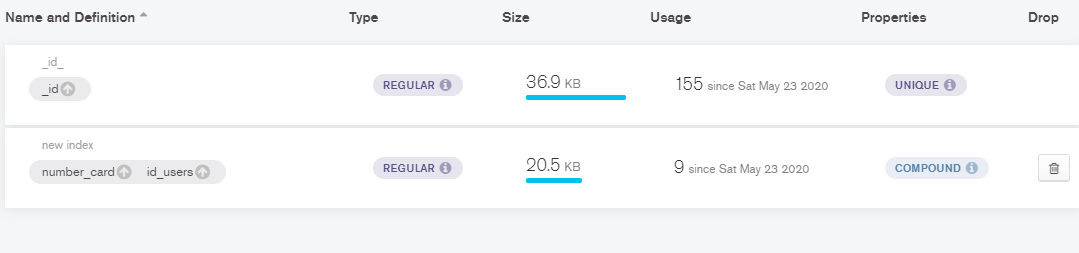 Name and Definition Type Size Usage Properties Drop
_id_
_id REGULAR 36.9 KB 155 since Sat May 23 2020 UNIQUE
new index
number_card id_users REGULAR 20.5 KB 9 since Sat May 23 2020 COMPOUND